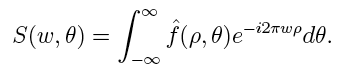 S(w, θ) = ∫_{-∞}^{∞} f̂(ρ, θ)e^{-i2πwρ}dθ.